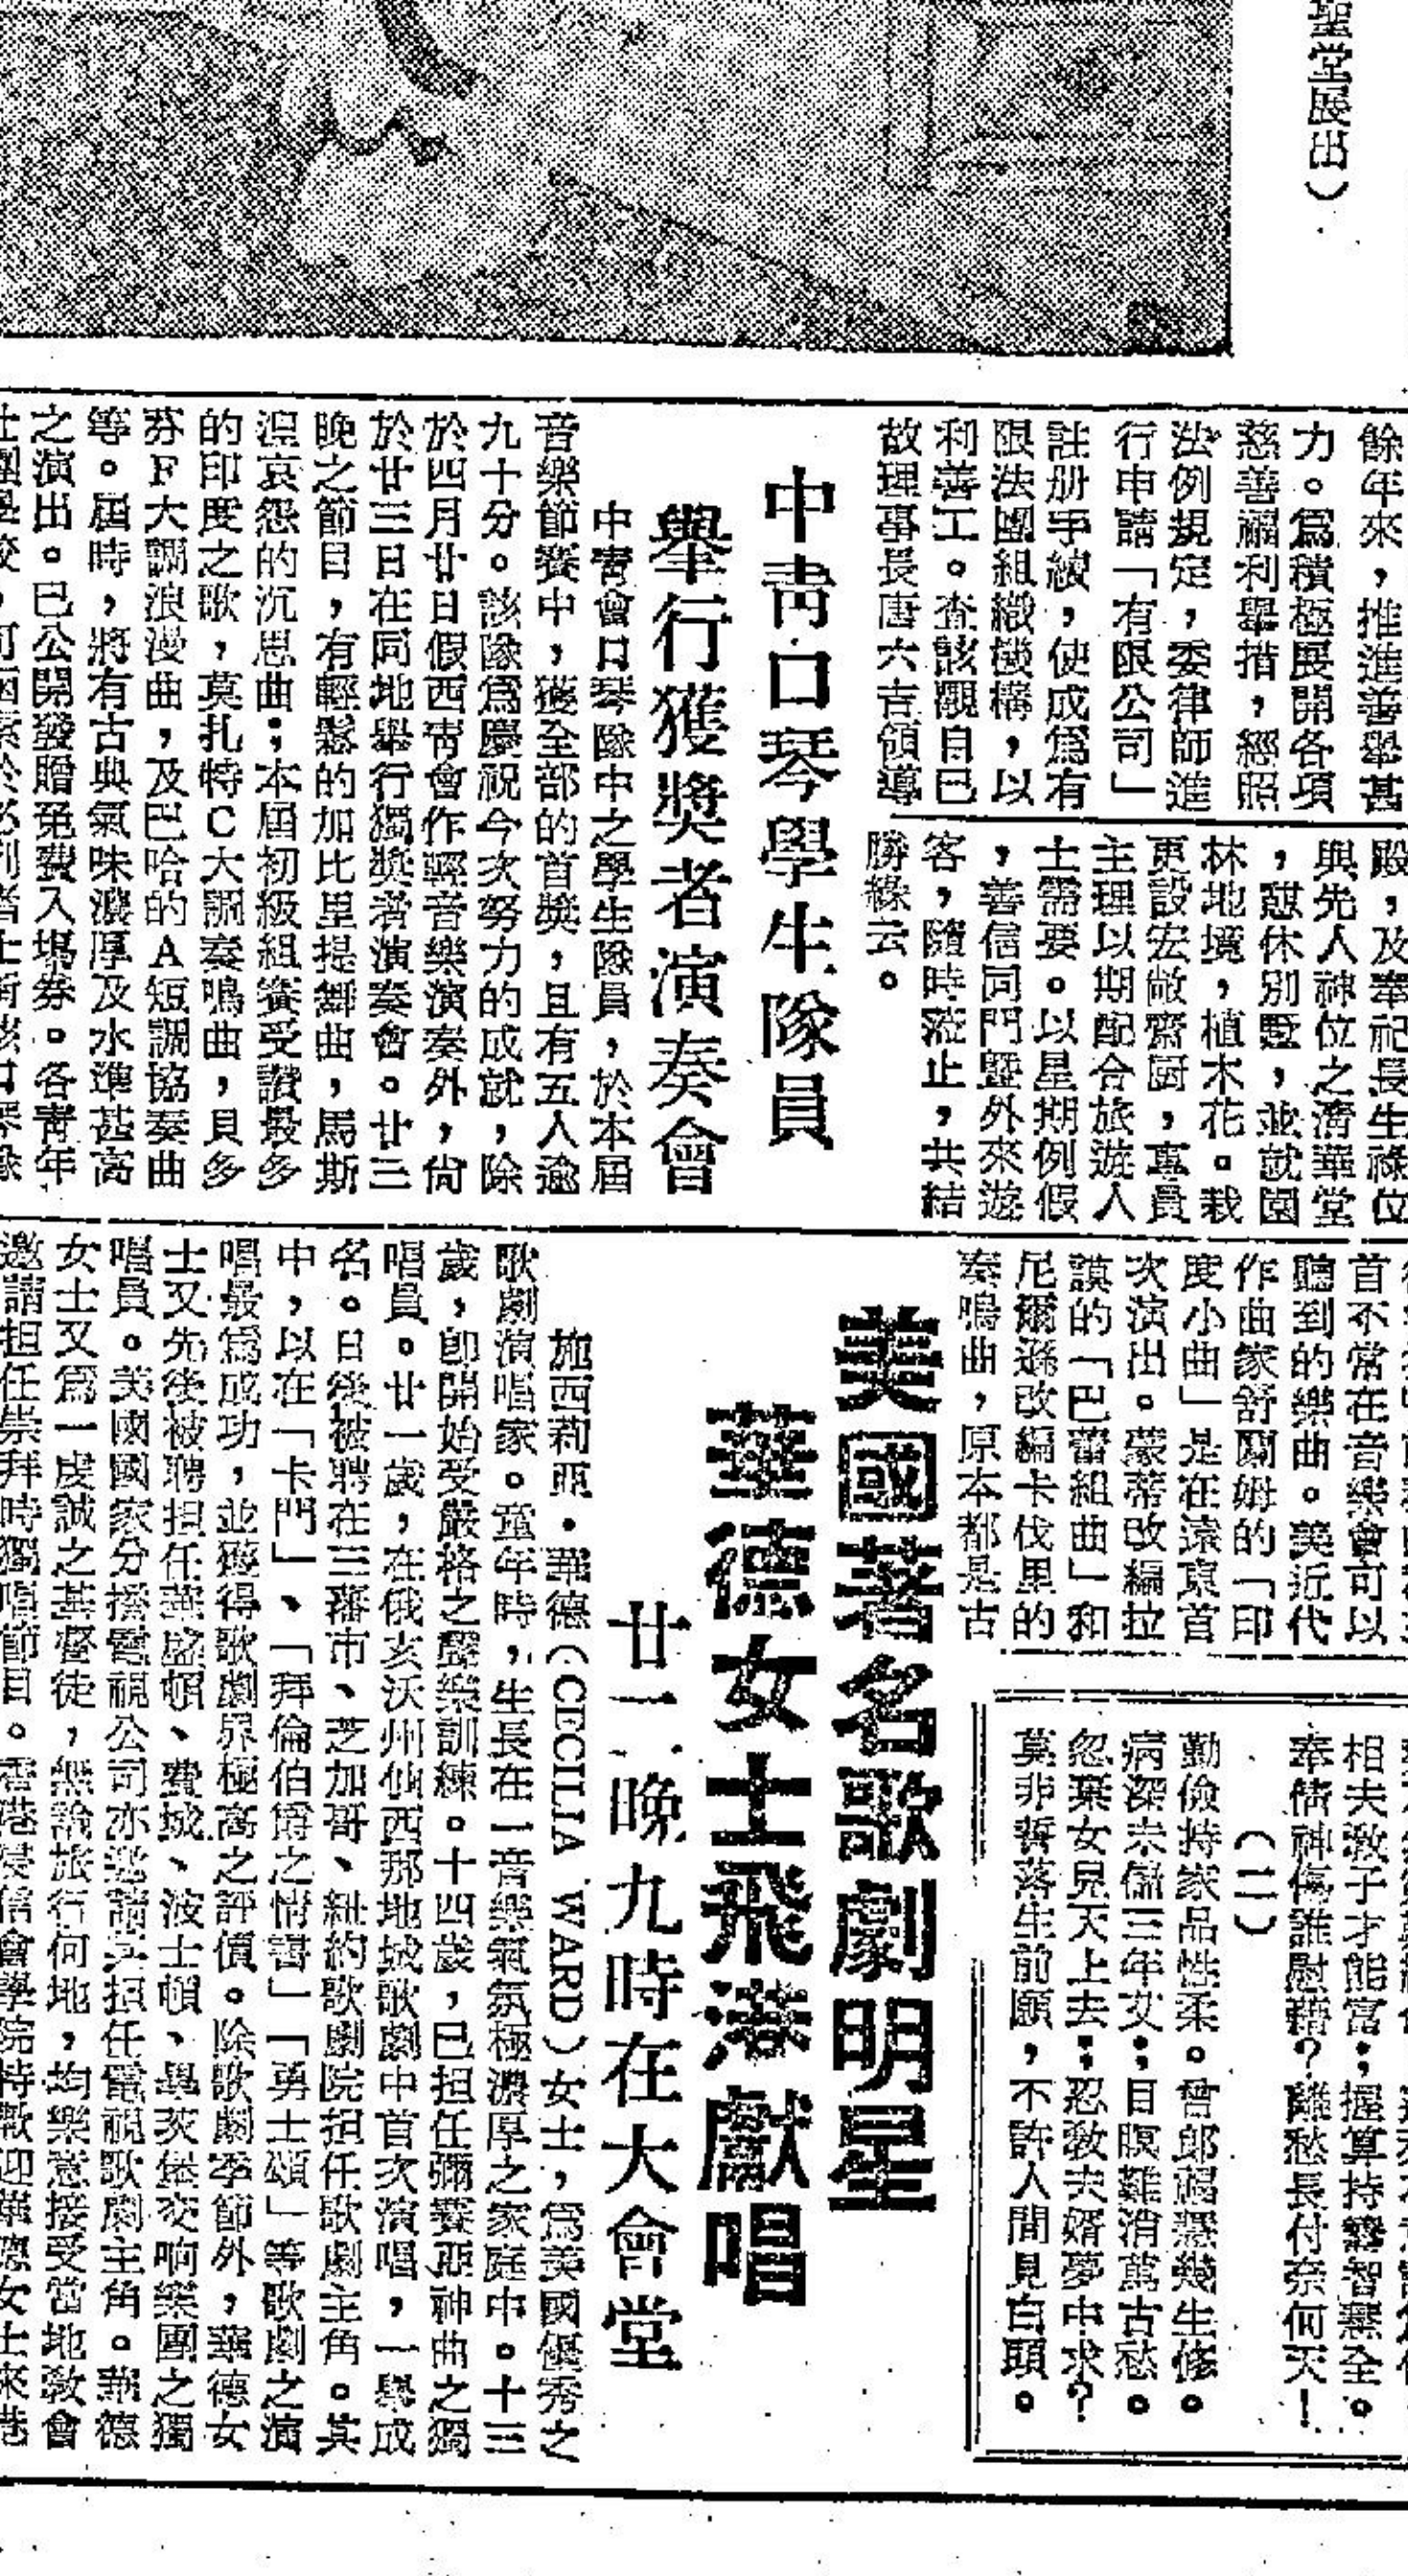 聖堂展出）
餘年來，推進善舉甚
力。爲積極展開各項
慈善福利舉措，經照
法例規定，委律師進
行申請「有限公司」
註册手續，使成爲有
限法團組織機構，以
利善工。查該觀自巳
故理事長唐六吉領導
殿，及奉祀長生祿位
與先人神位之濟華堂
，憇休別墅，並就園
林地境，植木花。栽
更設宏敞齋厨，專員
主理以期配合旅遊人
士需要。以星期例假
，善信同門曁外來遊
客，隨時蒞止，共結
勝緣云。
中靑口琴學生隊員
舉行獲獎者演奏會
中靑會口琴隊中之學生隊員，於本屆
音樂節賽中，獲全部的首獎，且有五人逾
九十分。該隊爲慶祝今次努力的成就，除
於四月廿日假西靑會作輕音樂演奏外，尙
於廿三日在同地舉行獨獎者演奏會。廿三
晚之節目，有輕鬆的加比里提舞曲，馬斯
涅哀怨的沉思曲；本屆初級組賽受讚最多
的印度之歌，莫扎特C大調奏鳴曲，貝多
芬F大調浪漫曲，及巴哈的A短調協奏曲
等。屆時，將有古典氣味濃厚及水準甚高
之演出。巳公開發贈免費入場券。各靑年
首不常在音樂會可以
聽到的樂曲。美近代
作曲家舒蘭姆的「印
度小曲」是在遠東首
次演出。蒙蒂改編拉
謨的「巴蕾組曲」和
尼爾遜改編卡伐里的
奏鳴曲，原本都是古
相夫敎子才能富；握算持籌智慧全。
奉倩神傷誰慰藉？離愁長付奈何天！
（二）
勤儉持家品性柔。曾郎福慧幾生修。
病深未儘三年艾；目瞑難消萬古愁。
忽棄女兒天上去；忍敎夫婿夢中求？
莫非誓落生前願，不許人間見白頭。
美國著名歌劇明星
華德女士飛港獻唱
廿二晚九時在大會堂
施西莉亞·華德（CECILIA WARD）女士，爲美國優秀之
歌劇演唱家。童年時，生長在一音樂氣氛極濃厚之家庭中。十三
歲，卽開始受嚴格之聲樂訓練。十四歲，已担任彌賽亞神曲之獨
唱員。廿一歲，在俄亥沃州仙西那地城歌劇中首次演唱，一舉成
名。日後被聘在三藩市、芝加哥、紐約歌劇院担任歌劇主角。其
中，以在「卡門」、「拜倫伯爵之情書」「勇士頌」等歌劇之演
唱最爲成功，並獲得歌劇界極高之評價。除歌劇季節外，華德女
士又先後被聘担任華盛頓、費城、波士頓、學茨堡交响樂團之獨
唱員。美國國家分播電視公司亦邀請其担任電視歌劇主角。華德
女士又爲一虔誠之基督徒，無論旅行何地，均樂意接受當地敎會
邀請担任崇拜時獨唱節目。香港浸信會學院特歡迎華德女士來港